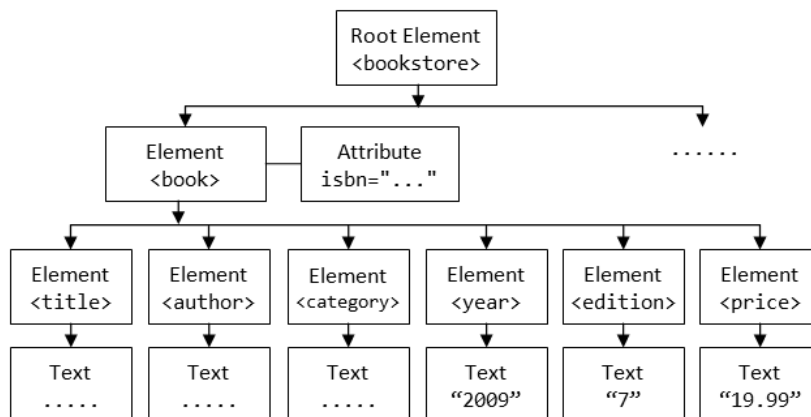 Root Element
<bookstore>
Element
<book>
Attribute
isbn="..."
......
Element
<title>
Element
<author>
Element
<category>
Element
<year>
Element
<edition>
Element
<price>
Text
.....
Text
.....
Text
.....
Text
“2009”
Text
“7”
Text
“19.99”